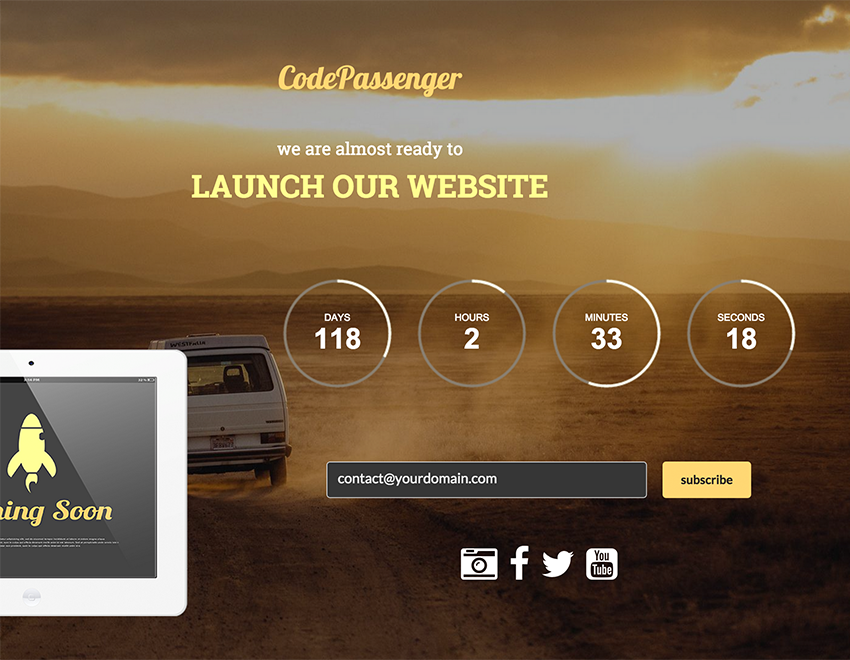 CodePassenger
we are almost ready to
LAUNCH OUR WEBSITE
DAYS
118
HOURS
2
MINUTES
33
SECONDS
18
WESTFALIA
ing Soon
contact@yourdomain.com
subscribe
You
Tube